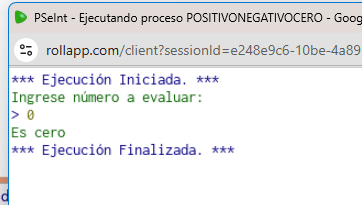 PSeInt - Ejecutando proceso POSITIVONEGATIVOCERO - Goog
rollapp.com/client?sessionId=e248e9c6-10be-4a89
*** Ejecución Iniciada. ***
Ingrese número a evaluar:
> 0
Es cero
*** Ejecución Finalizada. ***
d